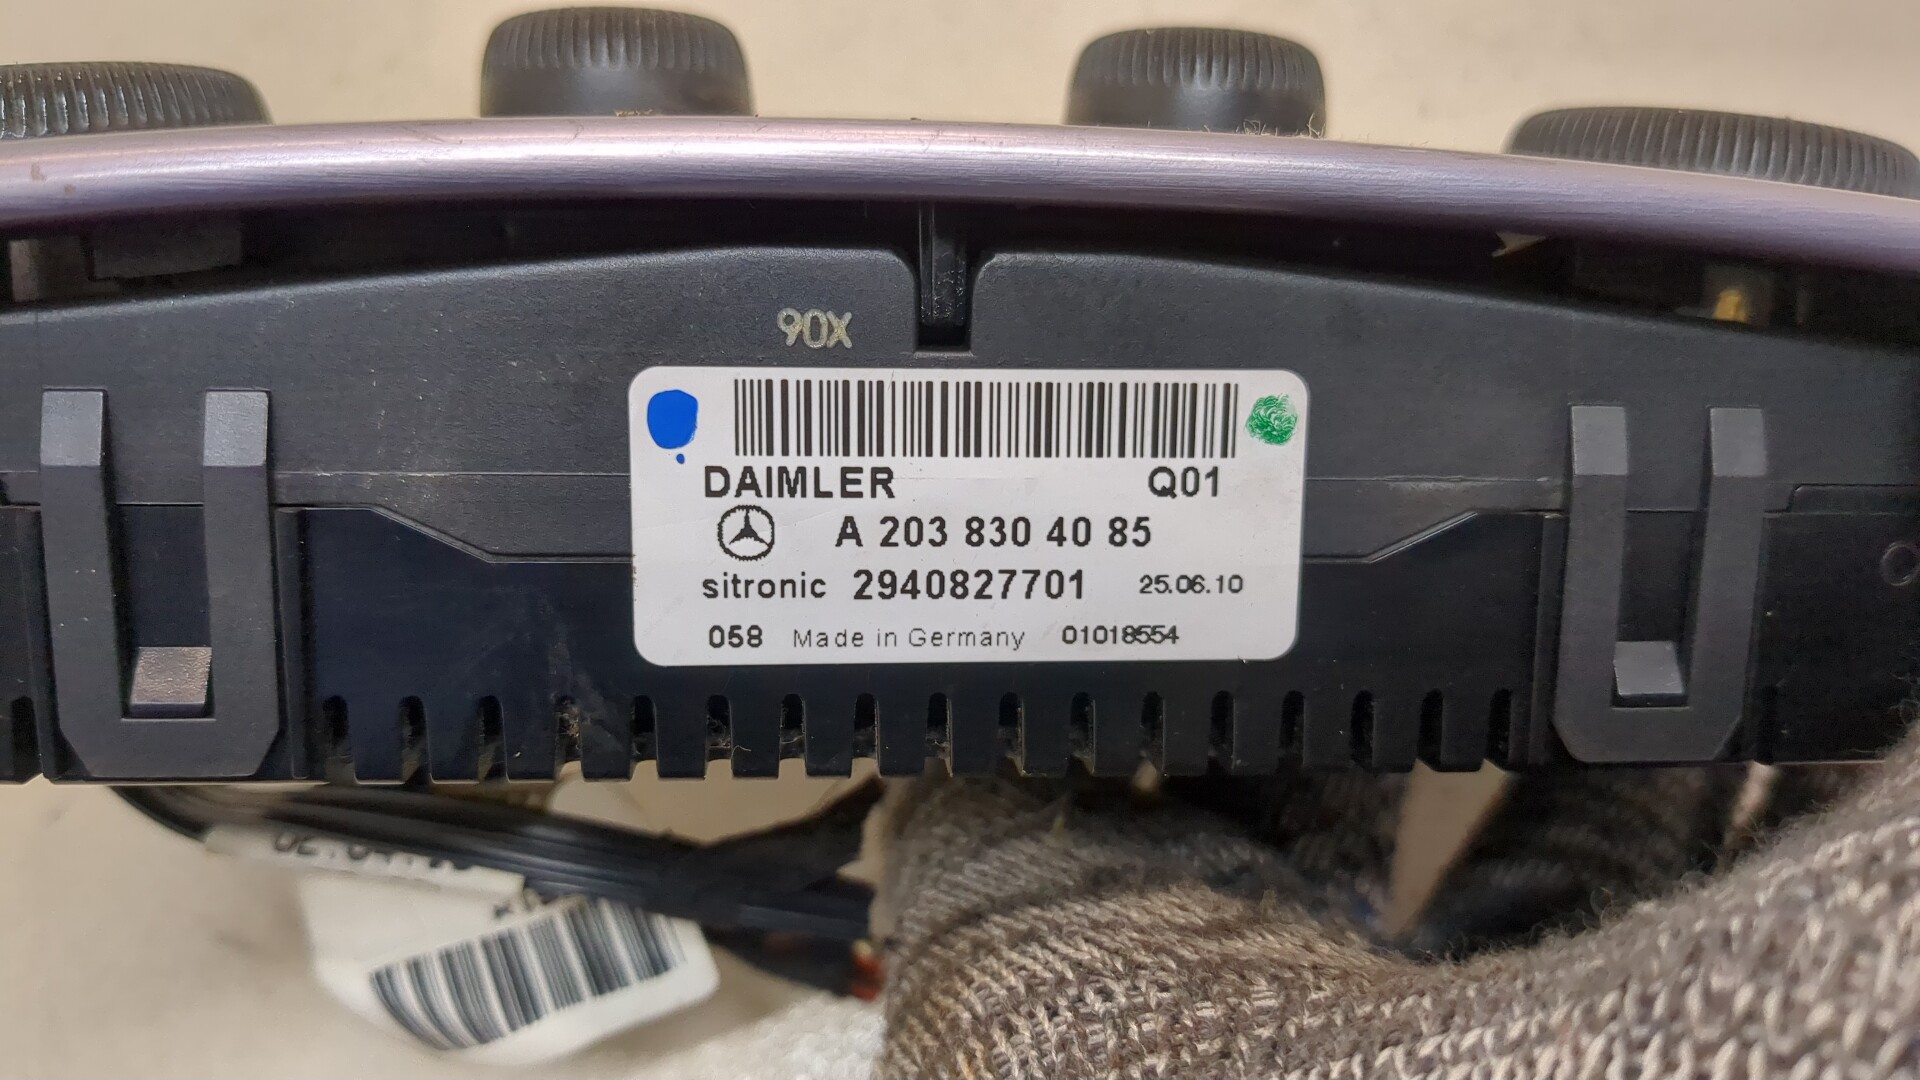 90X
DAIMLER Q01
A 203 830 40 85
sitronic 2940827701 25.06.10
058 Made in Germany 01018554